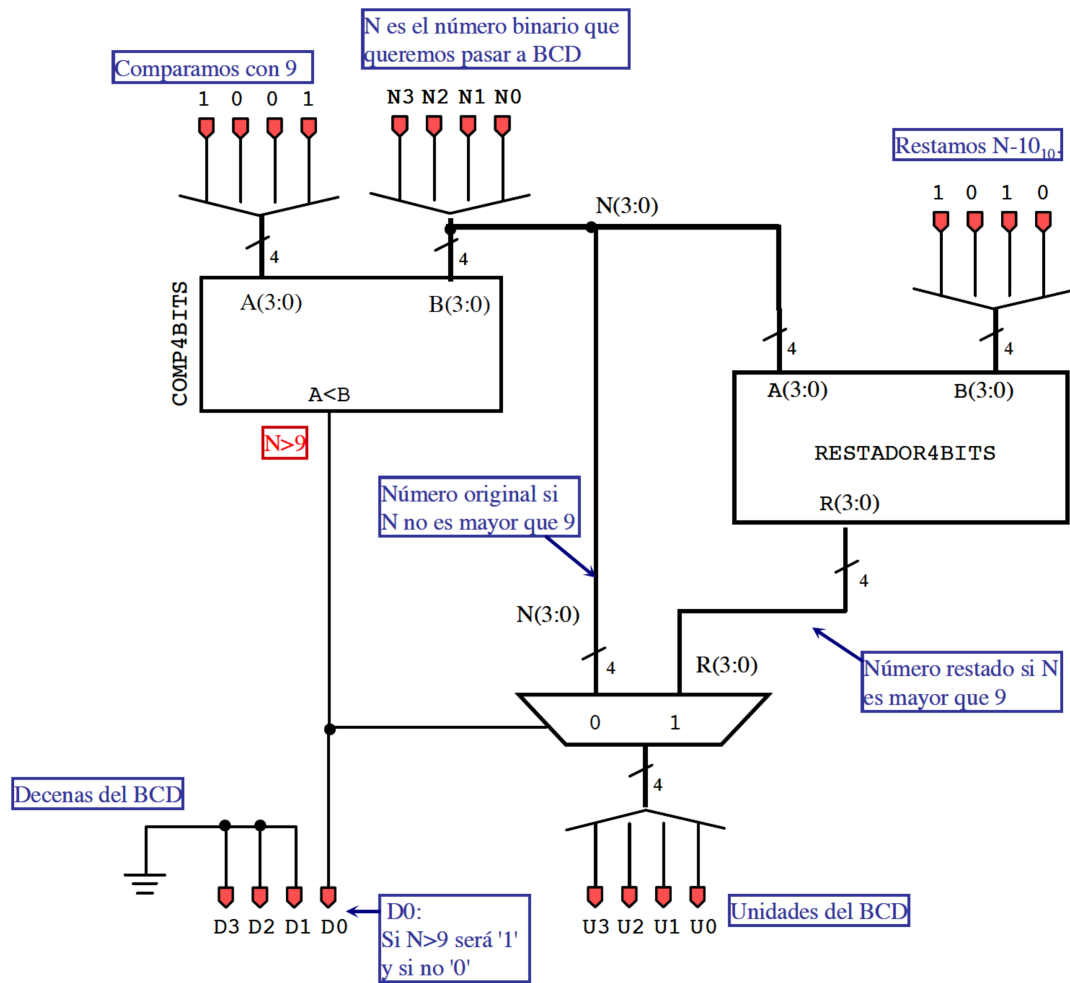 N es el número binario que
queremos pasar a BCD
Comparamos con 9
1 0 0 1
N3 N2 N1 N0
Restamos N-10₁₀.
1 0 1 0
N(3:0)
4
4
4
4
COMP4BITS
A(3:0)
B(3:0)
A<B
A(3:0)
B(3:0)
RESTADOR4BITS
R(3:0)
N>9
Número original si
N no es mayor que 9
4
N(3:0)
4
R(3:0)
Número restado si N
es mayor que 9
0 1
4
Decenas del BCD
D3 D2 D1 D0
D0:
Si N>9 será '1'
y si no '0'
U3 U2 U1 U0
Unidades del BCD